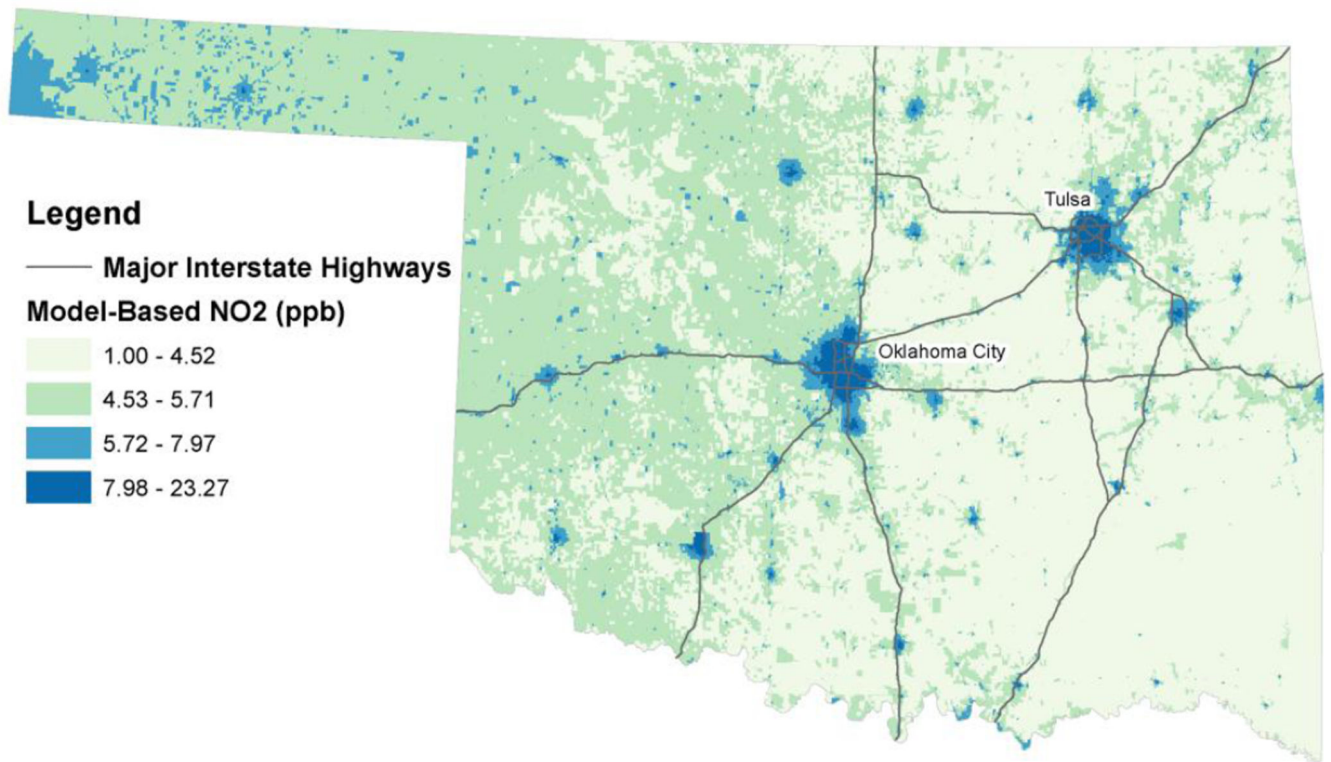 Tulsa
Legend
Major Interstate Highways
Model-Based NO2 (ppb)
1.00 - 4.52
Oklahoma City
4.53 - 5.71
5.72 - 7.97
7.98 - 23.27